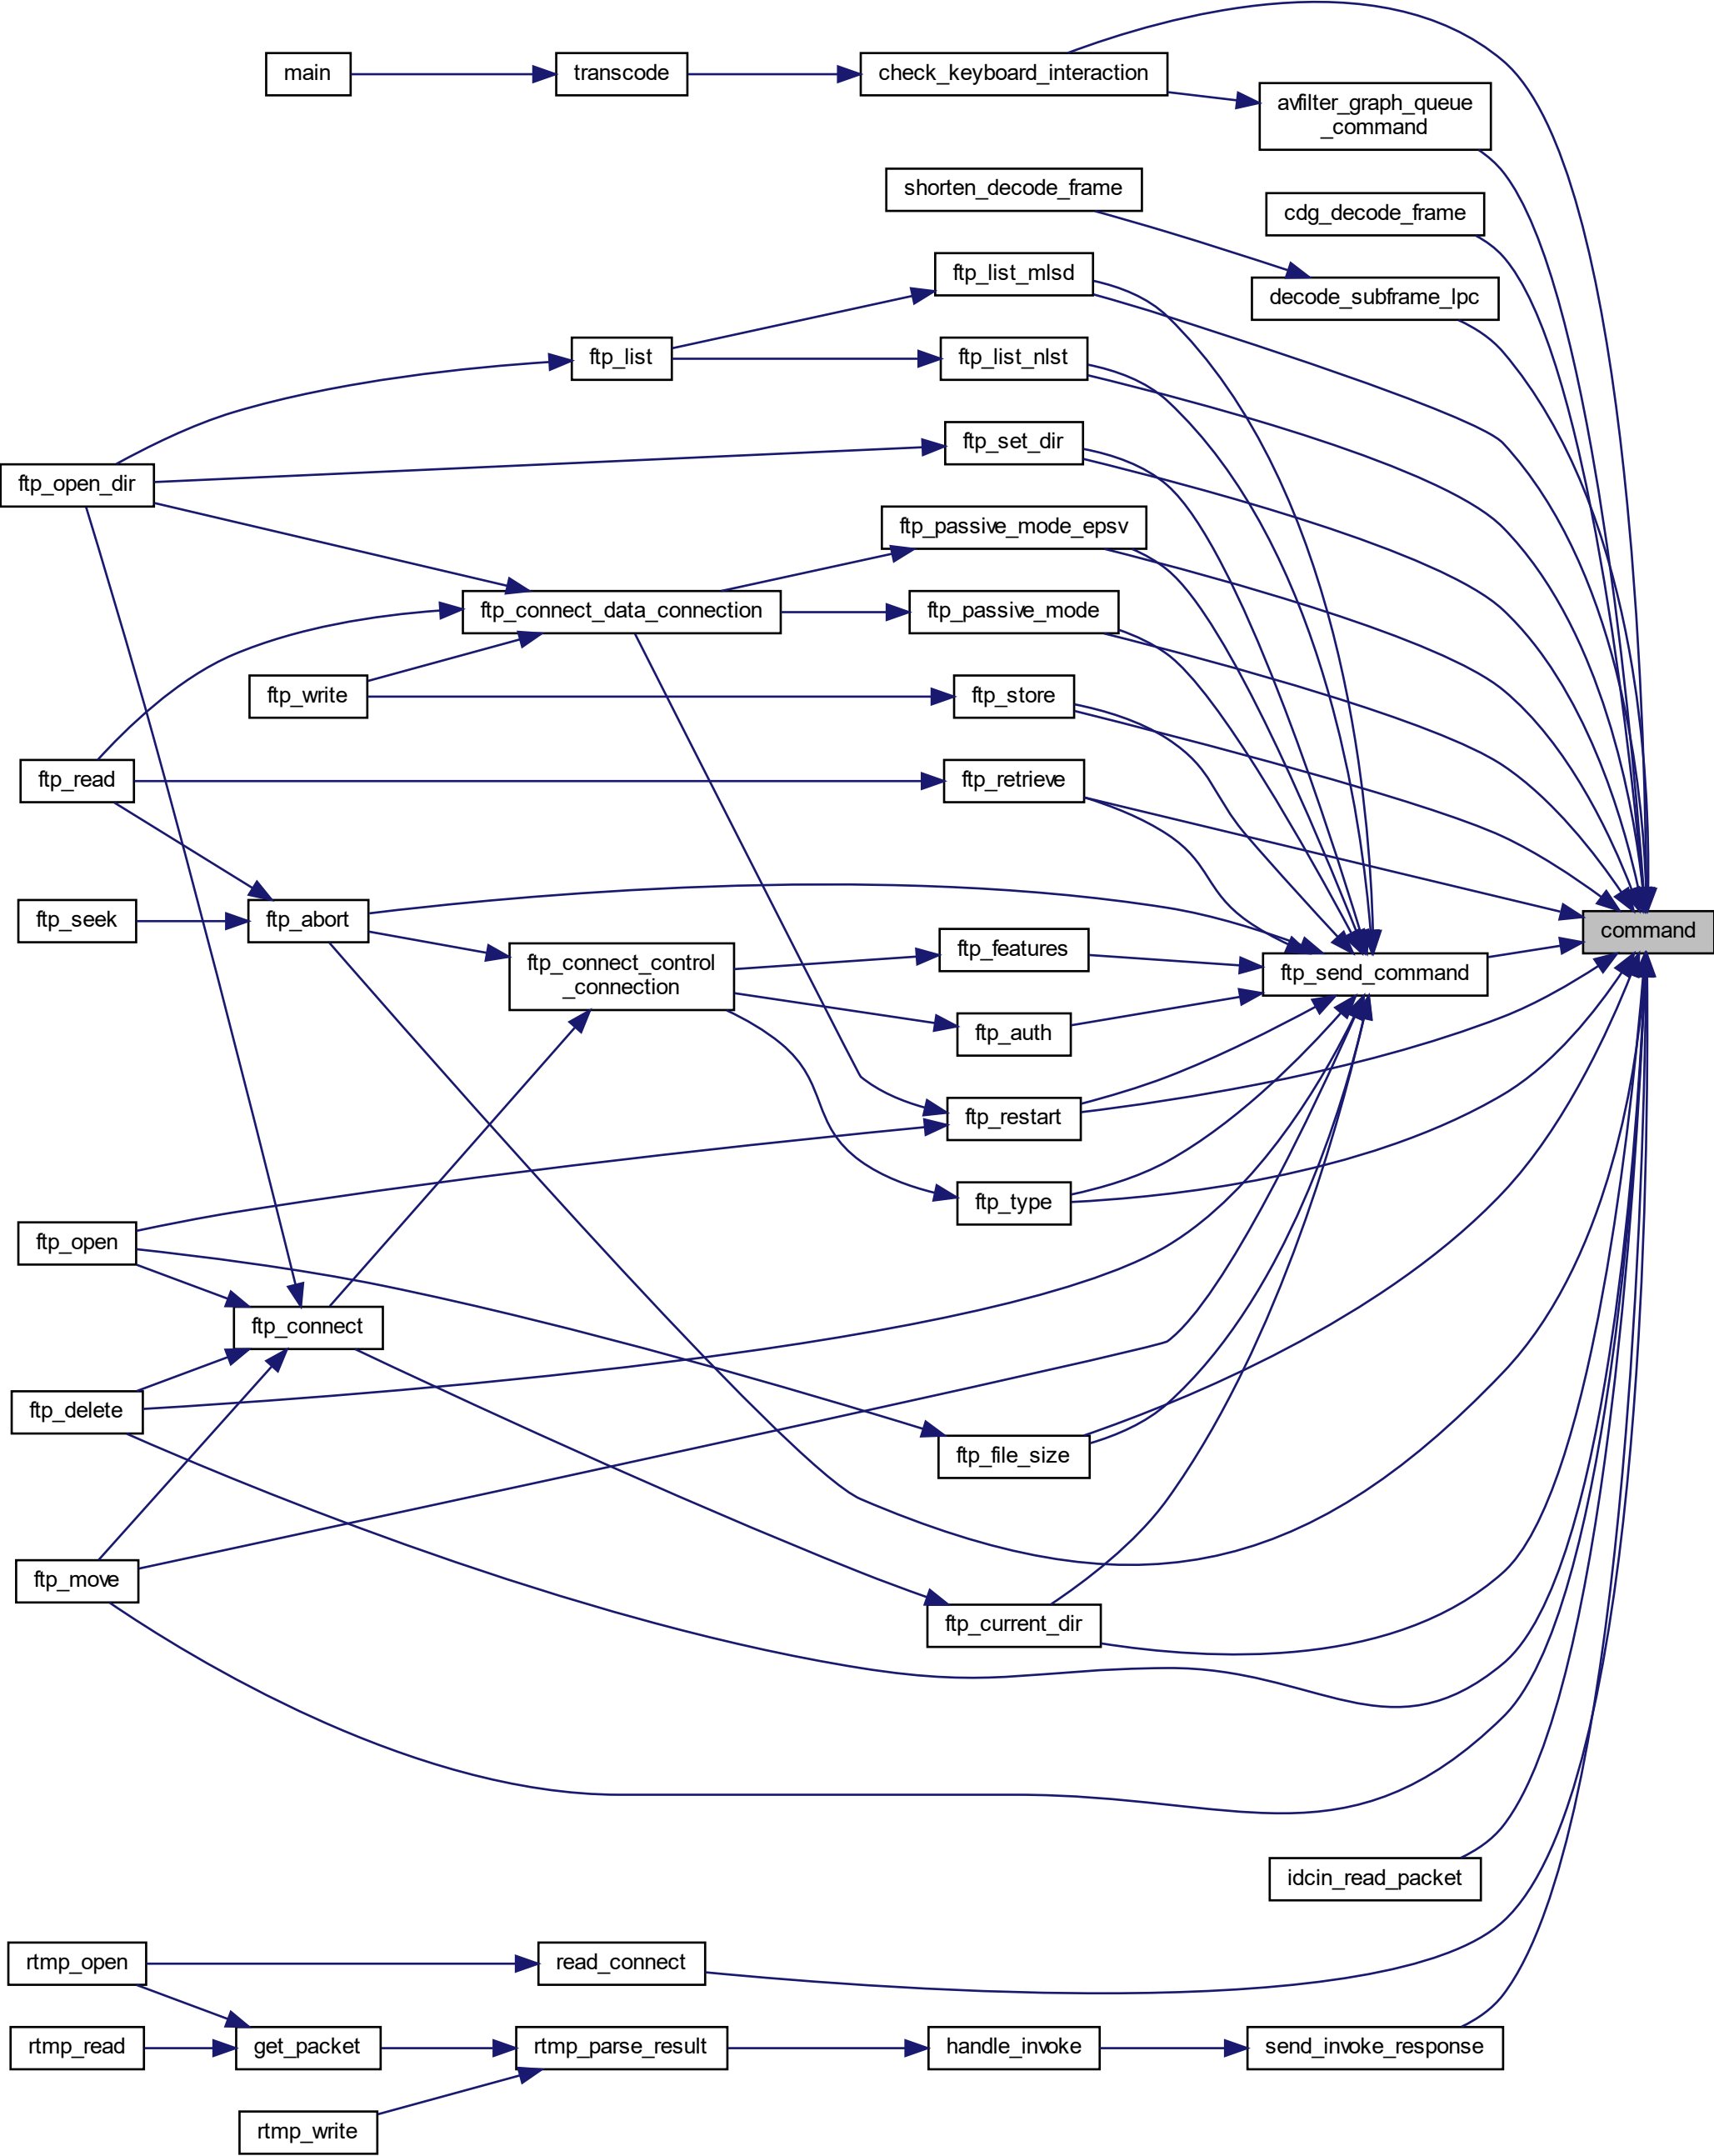 main
transcode
check_keyboard_interaction
avfilter_graph_queue
_command
shorten_decode_frame
cdg_decode_frame
ftp_list_mlsd
decode_subframe_lpc
ftp_list
ftp_list_nlst
ftp_set_dir
ftp_open_dir
ftp_passive_mode_epsv
ftp_connect_data_connection
ftp_passive_mode
ftp_write
ftp_store
ftp_read
ftp_retrieve
ftp_seek
ftp_abort
command
ftp_connect_control
_connection
ftp_features
ftp_send_command
ftp_auth
ftp_restart
ftp_type
ftp_open
ftp_connect
ftp_delete
ftp_file_size
ftp_move
ftp_current_dir
idcin_read_packet
rtmp_open
read_connect
rtmp_read
get_packet
rtmp_parse_result
handle_invoke
send_invoke_response
rtmp_write